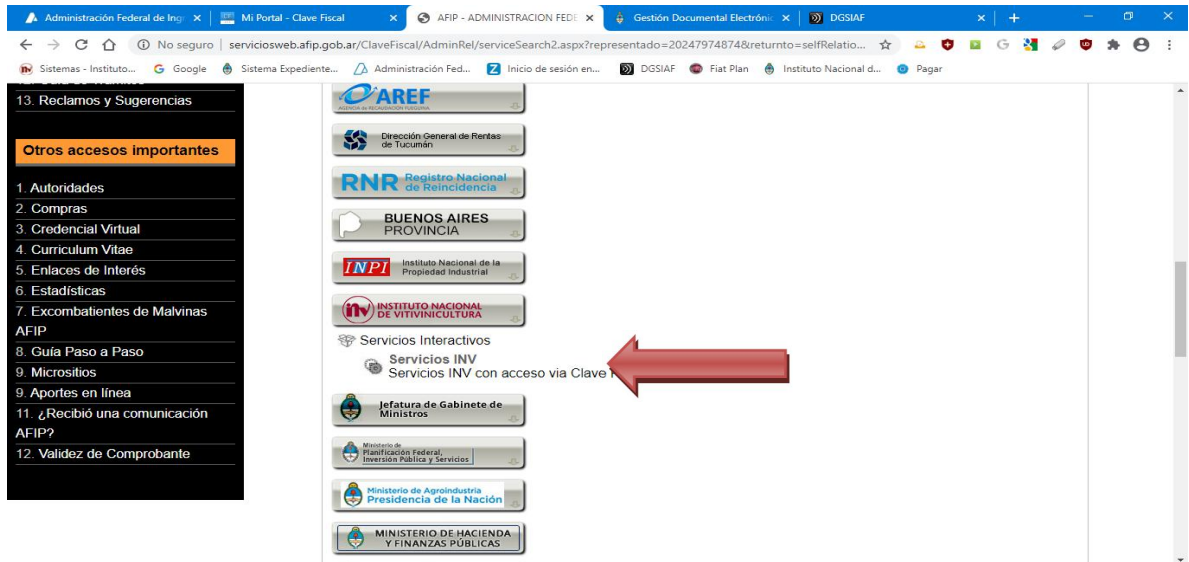 Administración Federal de Ingr
Mi Portal - Clave Fiscal
AFIP - ADMINISTRACION FEDE
Gestión Documental Electrónic
DGSIAF
No seguro | serviciosweb.afip.gob.ar/ClaveFiscal/AdminRel/serviceSearch2.aspx?representado=20247974874&returnto=selfRelatio...
Sistemas - Instituto...
Google
Sistema Expediente...
Administración Fed...
Inicio de sesión en...
DGSIAF
Fiat Plan
Instituto Nacional d...
Pagar
13. Reclamos y Sugerencias
Otros accesos importantes
1. Autoridades
2. Compras
3. Credencial Virtual
4. Curriculum Vitae
5. Enlaces de Interés
6. Estadísticas
7. Excombatientes de Malvinas
AFIP
8. Guía Paso a Paso
9. Micrositios
9. Aportes en línea
11. ¿Recibió una comunicación
AFIP?
12. Validez de Comprobante
AREF
Dirección General de Rentas
de Tucumán
RNR Registro Nacional
de Reincidencia
BUENOS AIRES
PROVINCIA
INPI Instituto Nacional de la
Propiedad Industrial
inv INSTITUTO NACIONAL
DE VITIVINICULTURA
Servicios Interactivos
Servicios INV
Servicios INV con acceso via Clave
Jefatura de Gabinete de
Ministros
Ministerio de
Planificación Federal,
Inversión Pública y Servicios
Ministerio de Agroindustria
Presidencia de la Nación
MINISTERIO DE HACIENDA
Y FINANZAS PÚBLICAS